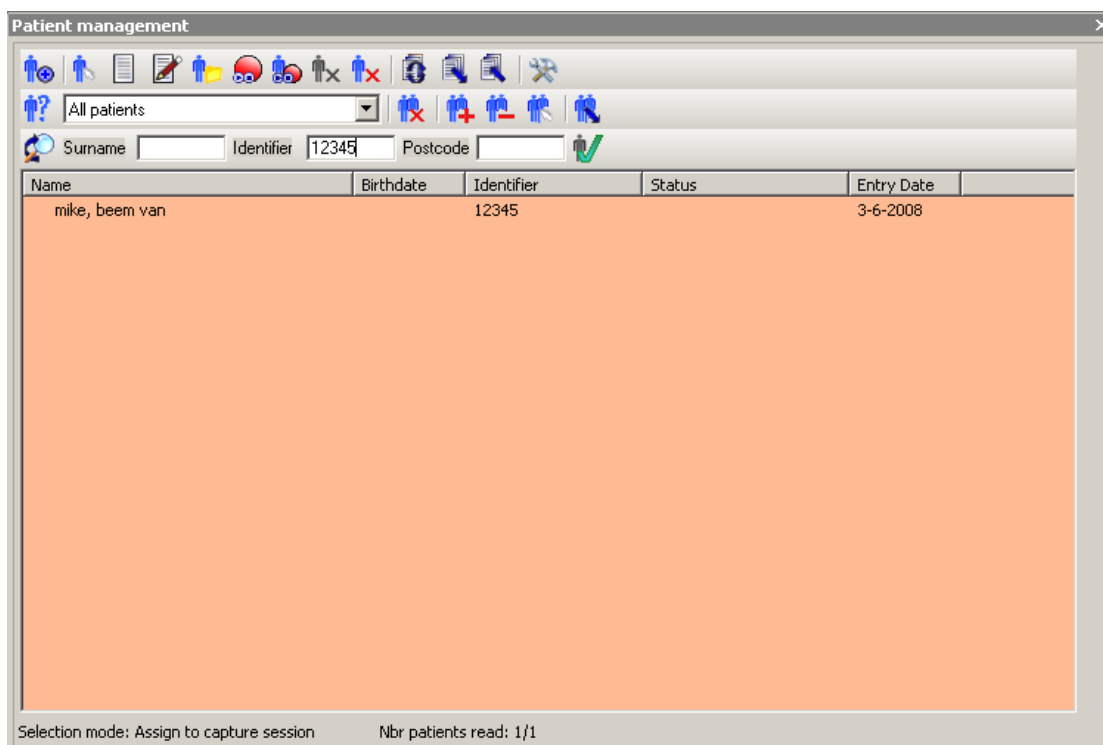 Patient management
All patients
Surname Identifier 12345 Postcode
Name Birthdate Identifier Status Entry Date
mike, beem van 12345 3-6-2008
Selection mode: Assign to capture session Nbr patients read: 1/1